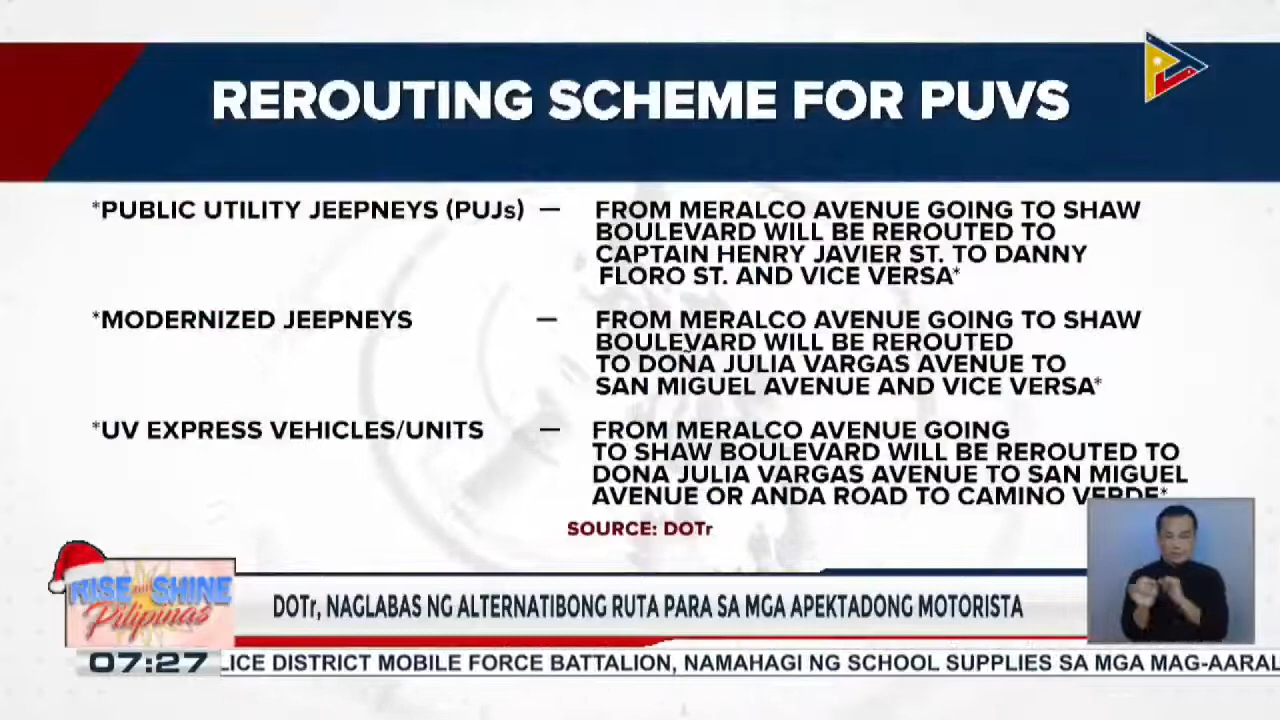 REROUTING SCHEME FOR PUVS
*PUBLIC UTILITY JEEPNEYS (PUJs) — FROM MERALCO AVENUE GOING TO SHAW
BOULEVARD WILL BE REROUTED TO
CAPTAIN HENRY JAVIER ST. TO DANNY
FLORO ST. AND VICE VERSA*
*MODERNIZED JEEPNEYS — FROM MERALCO AVENUE GOING TO SHAW
BOULEVARD WILL BE REROUTED
TO DOÑA JULIA VARGAS AVENUE TO
SAN MIGUEL AVENUE AND VICE VERSA*
*UV EXPRESS VEHICLES/UNITS — FROM MERALCO AVENUE GOING
TO SHAW BOULEVARD WILL BE REROUTED TO
DONA JULIA VARGAS AVENUE TO SAN MIGUEL
AVENUE OR ANDA ROAD TO CAMINO VERDE*
SOURCE: DOTr
RISE AND SHINE
Pilipinas
DOTr, NAGLABAS NG ALTERNATIBONG RUTA PARA SA MGA APEKTADONG MOTORISTA
07:27
LICE DISTRICT MOBILE FORCE BATTALION, NAMAHAGI NG SCHOOL SUPPLIES SA MGA MAG-AARAL